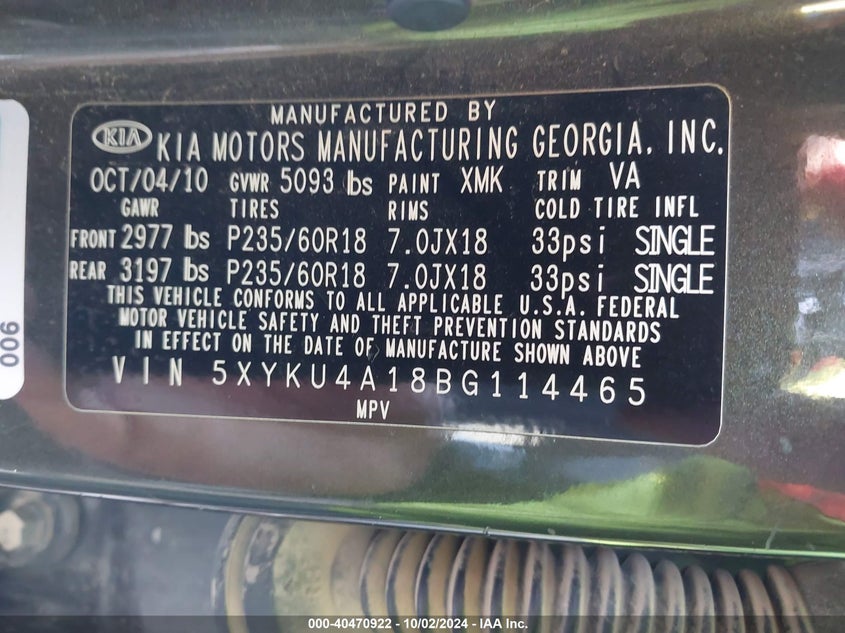 MANUFACTURED BY
KIA KIA MOTORS MANUFACTURING GEORGIA, INC.
OCT/04/10 GVWR 5093 lbs PAINT XMK TRIM VA
GAWR TIRES RIMS COLD TIRE INFL
FRONT 2977 lbs P235/60R18 7.0JX18 33psi SINGLE
REAR 3197 lbs P235/60R18 7.0JX18 33psi SINGLE
THIS VEHICLE CONFORMS TO ALL APPLICABLE U.S.A. FEDERAL
MOTOR VEHICLE SAFETY AND THEFT PREVENTION STANDARDS
IN EFFECT ON THE DATE OF MANUFACTURE SHOWN ABOVE
VIN 5XYKU4A18BG114465
MPV
006
000-40470922 - 10/02/2024 - IAA Inc.